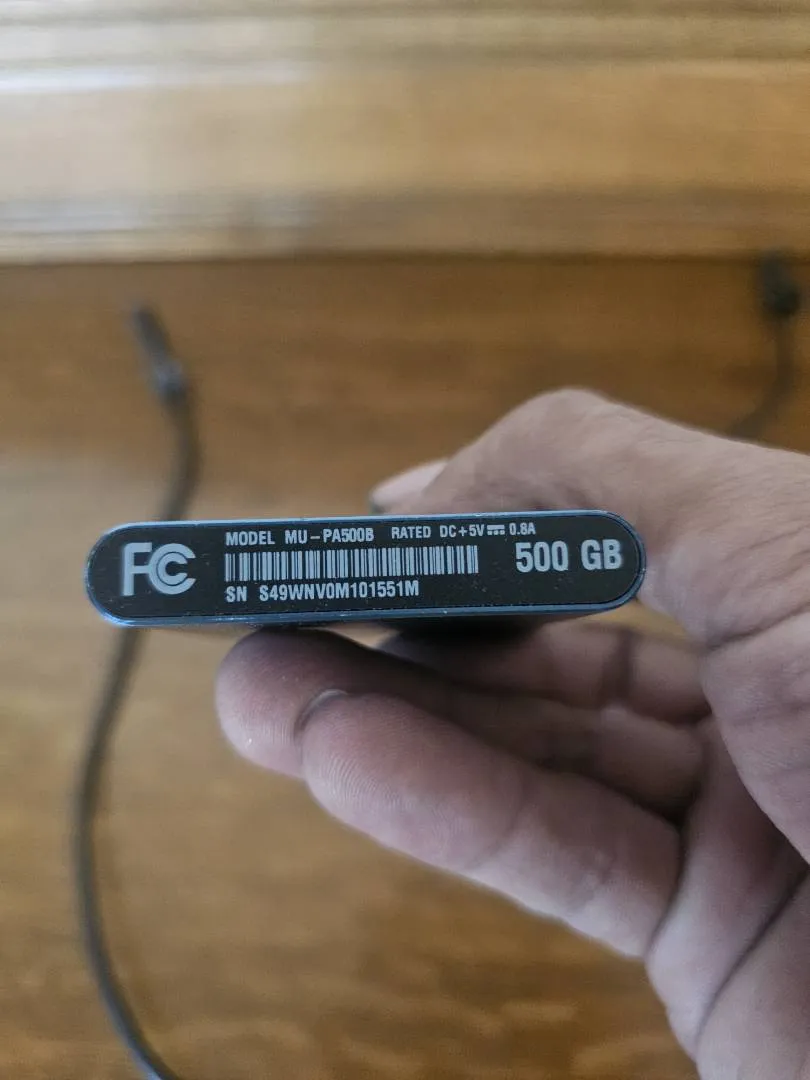 FC
MODEL MU-PA500B RATED DC+5V⎓0.8A
500 GB
SN S49WNV0M101551M